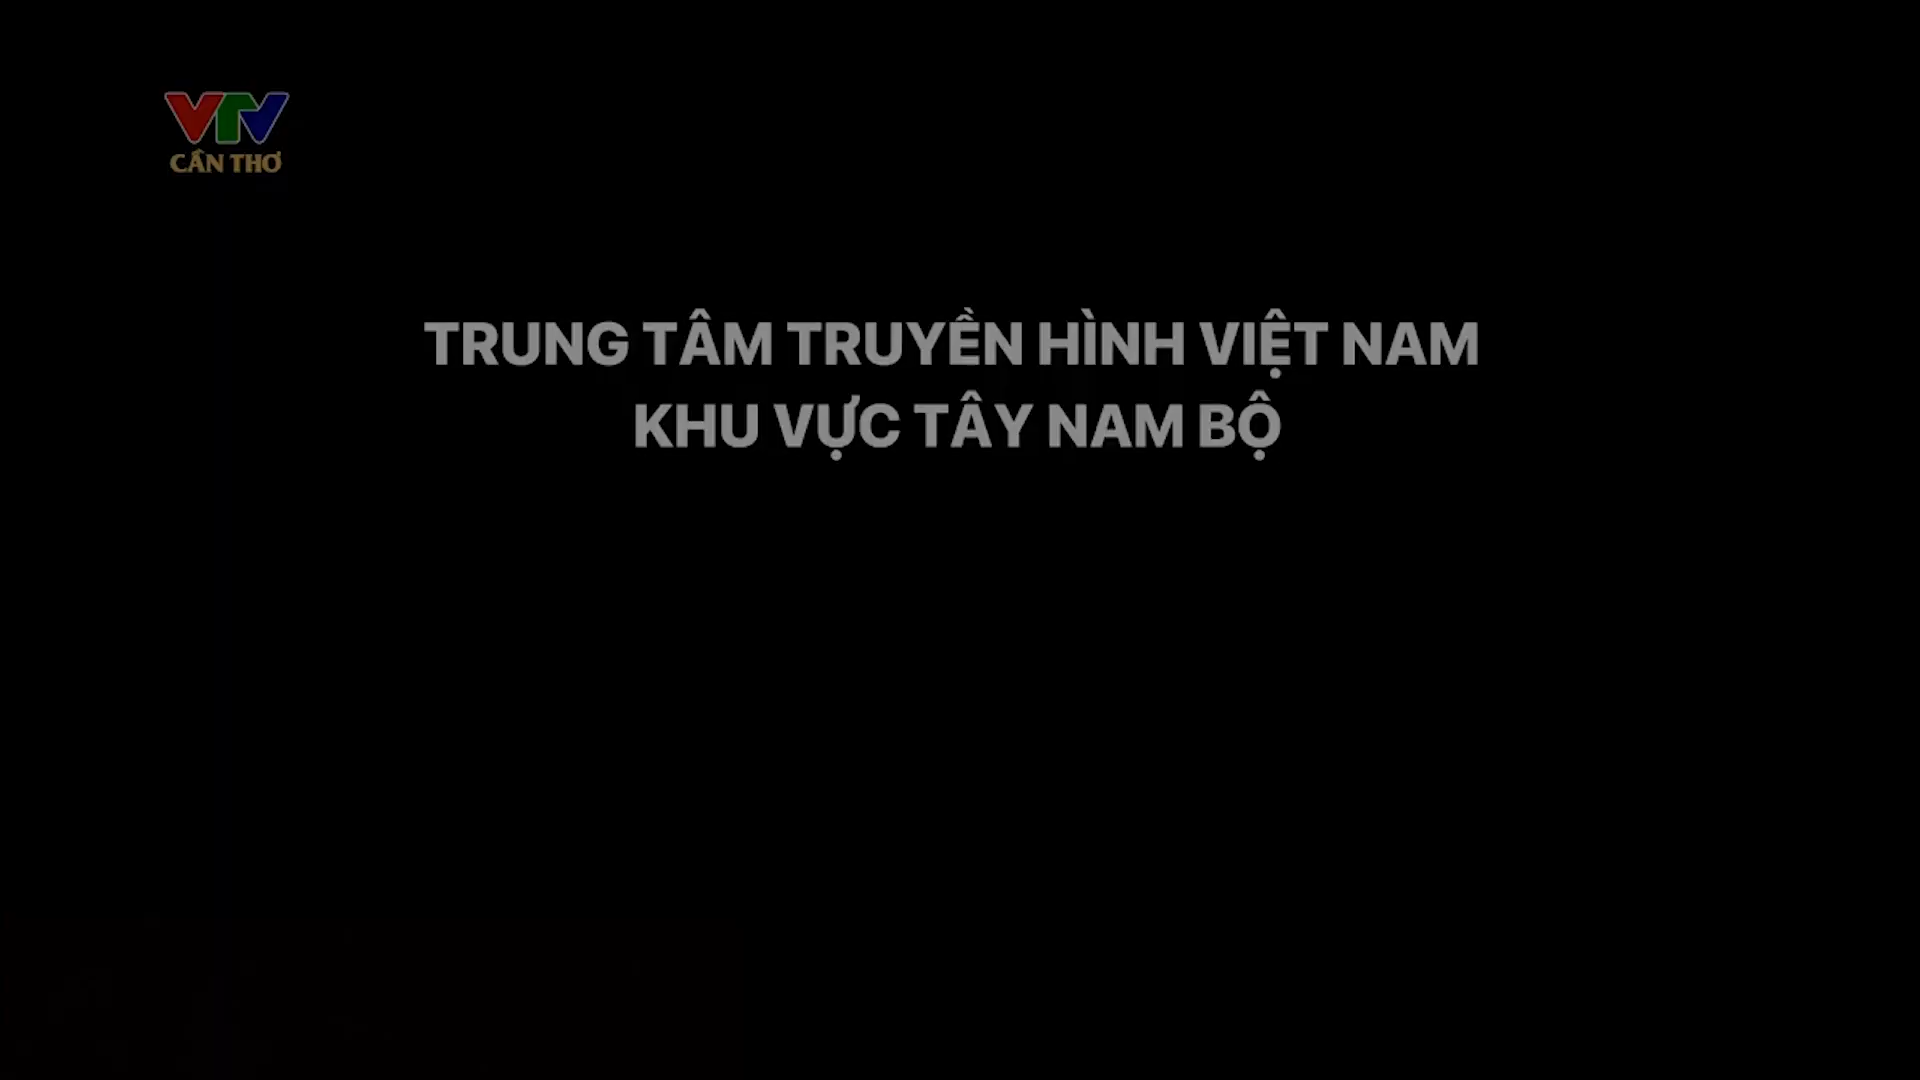 VTV
CẦN THƠ
TRUNG TÂM TRUYỀN HÌNH VIỆT NAM
KHU VỰC TÂY NAM BỘ